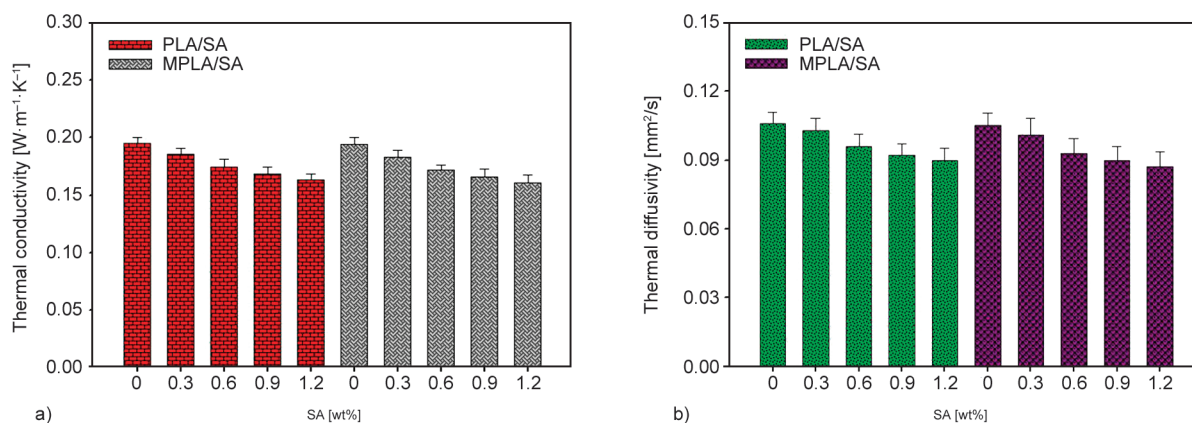 0.30
0.25
0.20
0.15
0.10
0.05
0.00
Thermal conductivity [W·m⁻¹·K⁻¹]
PLA/SA
MPLA/SA
0 0.3 0.6 0.9 1.2 0 0.3 0.6 0.9 1.2
SA [wt%]
a)
0.15
0.12
0.09
0.06
0.03
0.00
Thermal diffusivity [mm²/s]
PLA/SA
MPLA/SA
0 0.3 0.6 0.9 1.2 0 0.3 0.6 0.9 1.2
SA [wt%]
b)